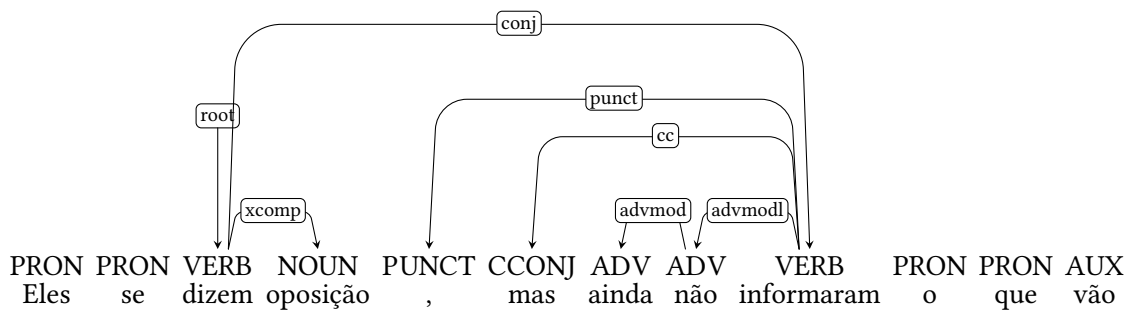 conj
punct
root
cc
xcomp advmod advmodl
PRON PRON VERB NOUN PUNCT CCONJ ADV ADV VERB PRON PRON AUX
Eles se dizem oposição , mas ainda não informaram o que vão